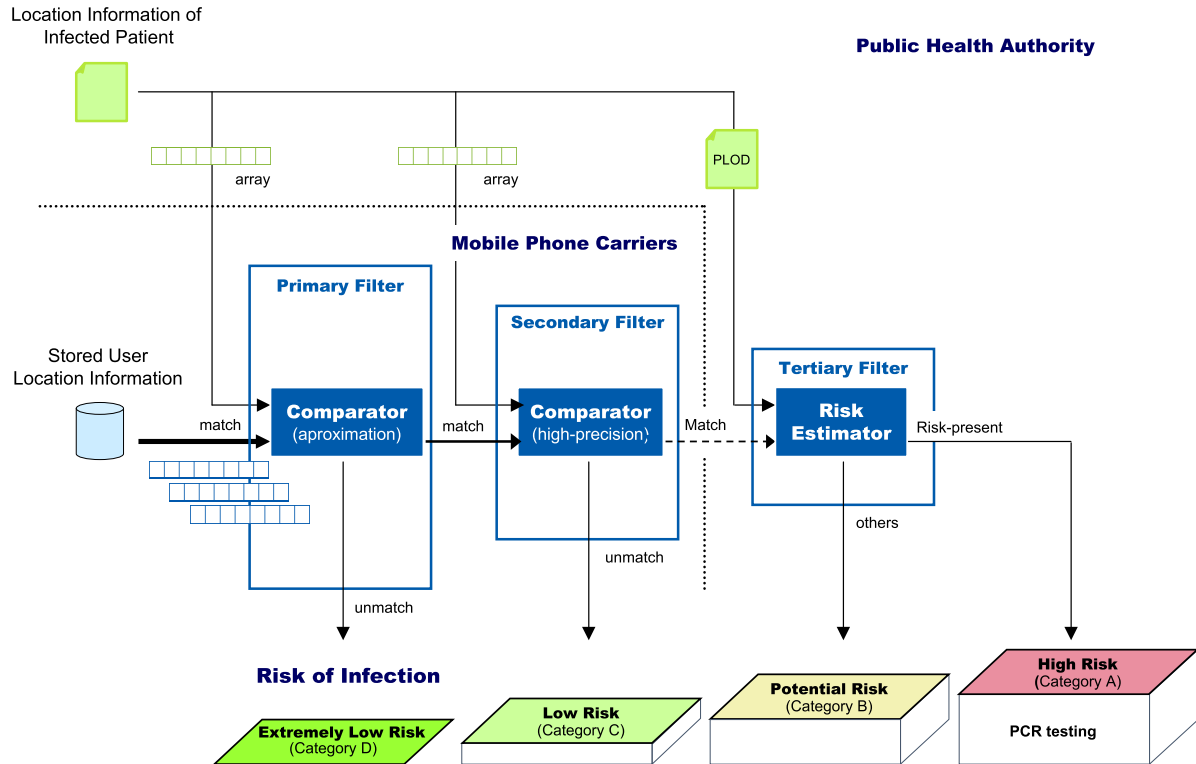 Location Information of
Infected Patient
Public Health Authority
PLOD
array
array
Mobile Phone Carriers
Primary Filter
Secondary Filter
Stored User
Location Information
Tertiary Filter
match
Comparator
(aproximation)
match
Comparator
(high-precision)
Match
Risk
Estimator
Risk-present
others
unmatch
unmatch
Risk of Infection
High Risk
(Category A)
Potential Risk
(Category B)
Low Risk
(Category C)
Extremely Low Risk
(Category D)
PCR testing